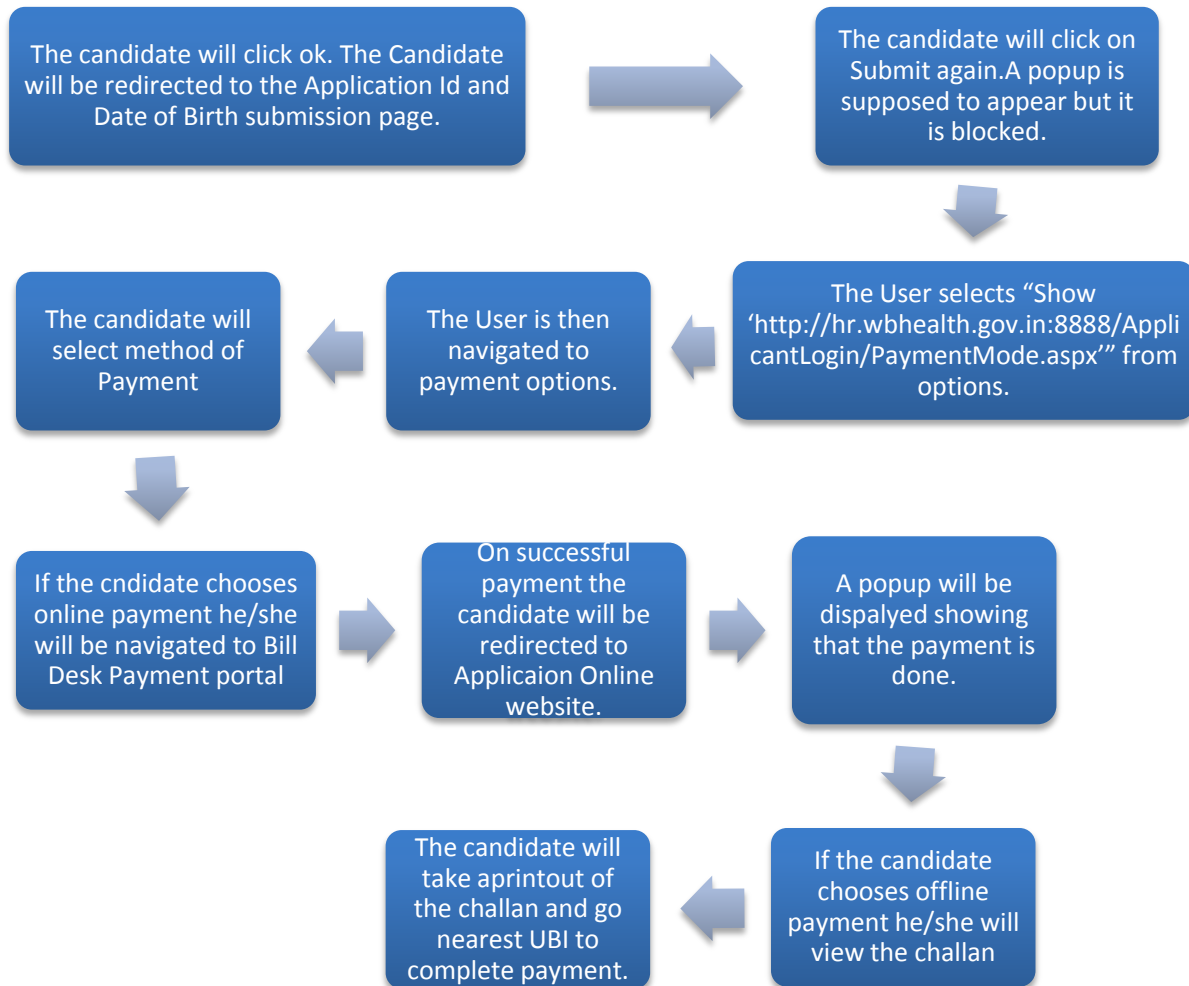 The candidate will click ok. The Candidate
will be redirected to the Application Id and
Date of Birth submission page.
The candidate will click on
Submit again.A popup is
supposed to appear but it
is blocked.
The User selects “Show
‘http://hr.wbhealth.gov.in:8888/Appli
cantLogin/PaymentMode.aspx’” from
options.
The User is then
navigated to
payment options.
The candidate will
select method of
Payment
If the cndidate chooses
online payment he/she
will be navigated to Bill
Desk Payment portal
On successful
payment the
candidate will be
redirected to
Applicaion Online
website.
A popup will be
dispalyed showing
that the payment is
done.
If the candidate
chooses offline
payment he/she will
view the challan
The candidate will
take aprintout of
the challan and go
nearest UBI to
complete payment.